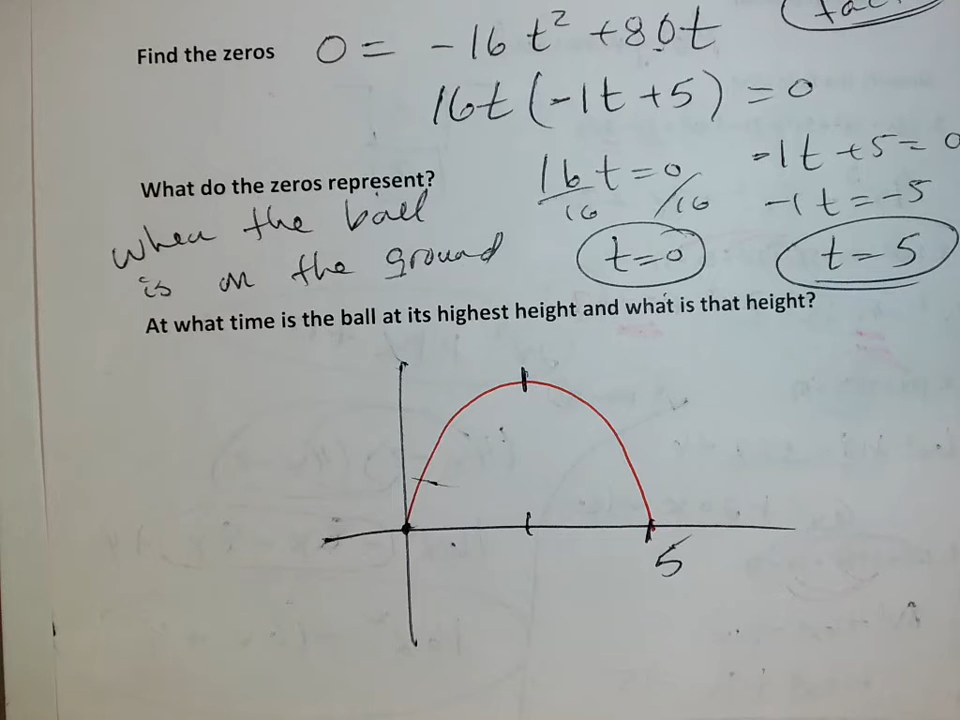 Find the zeros 0 = -16t² +80t
16t(-1t+5) = 0
What do the zeros represent?
16t=0
16 /16
-1t+5=0
-1t=-5
when the ball
is on the ground
t=0 t=5
At what time is the ball at its highest height and what is that height?
5